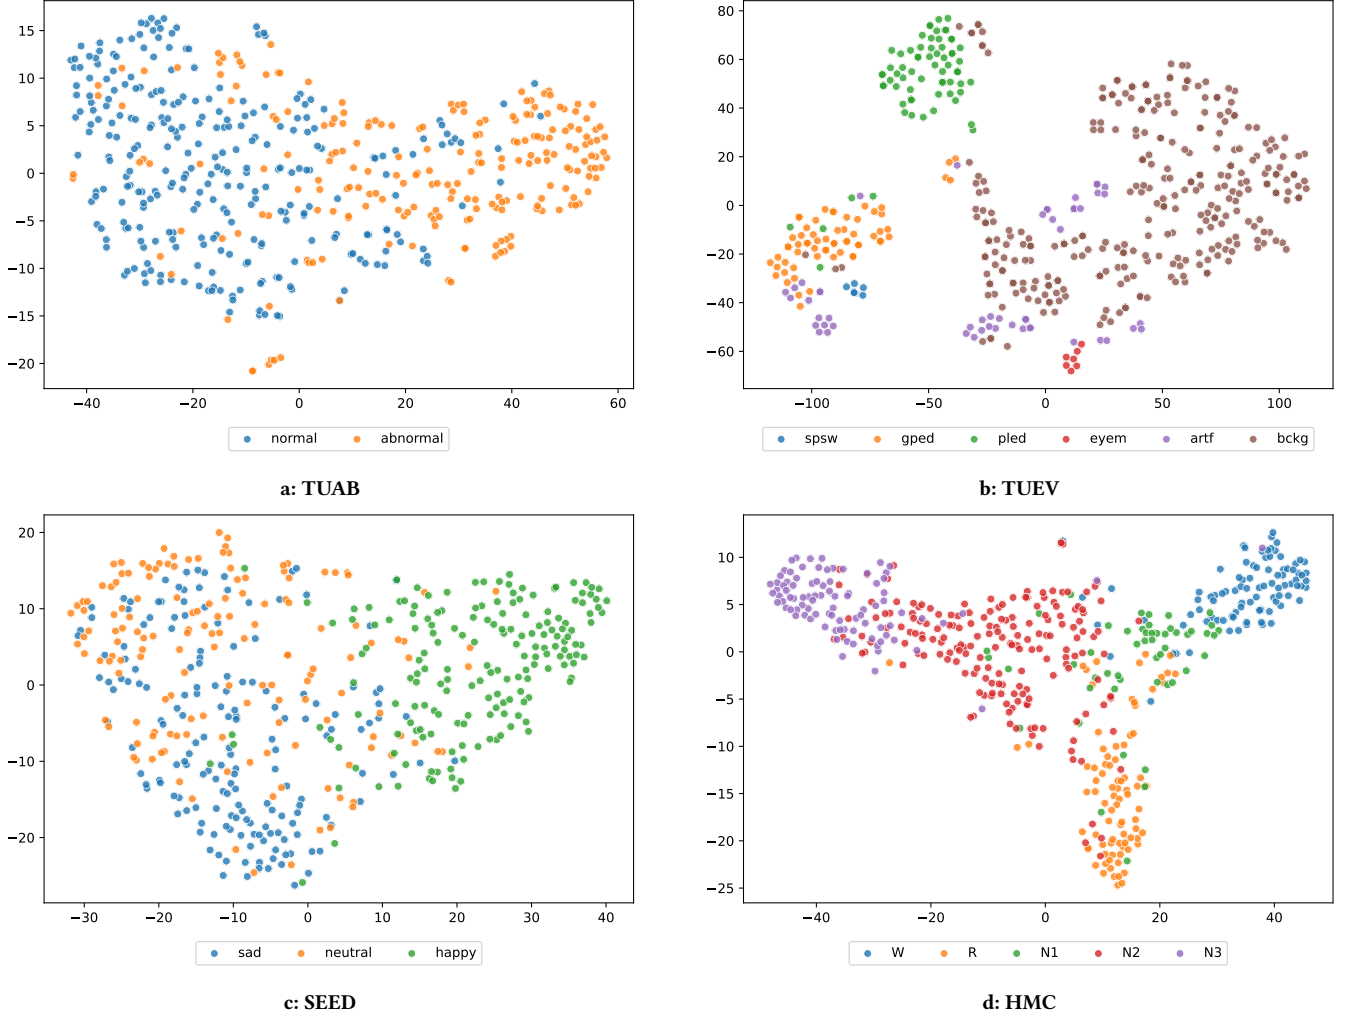 15
10
5
0
−5
−10
−15
−20
−40
−20
0
20
40
60
normal
abnormal
a: TUAB
80
60
40
20
0
−20
−40
−60
−100
−50
0
50
100
spsw
gped
pled
eyem
artf
bckg
b: TUEV
20
10
0
−10
−20
−30
−20
−10
0
10
20
30
40
sad
neutral
happy
c: SEED
10
5
0
−5
−10
−15
−20
−25
−40
−20
0
20
40
W
R
N1
N2
N3
d: HMC